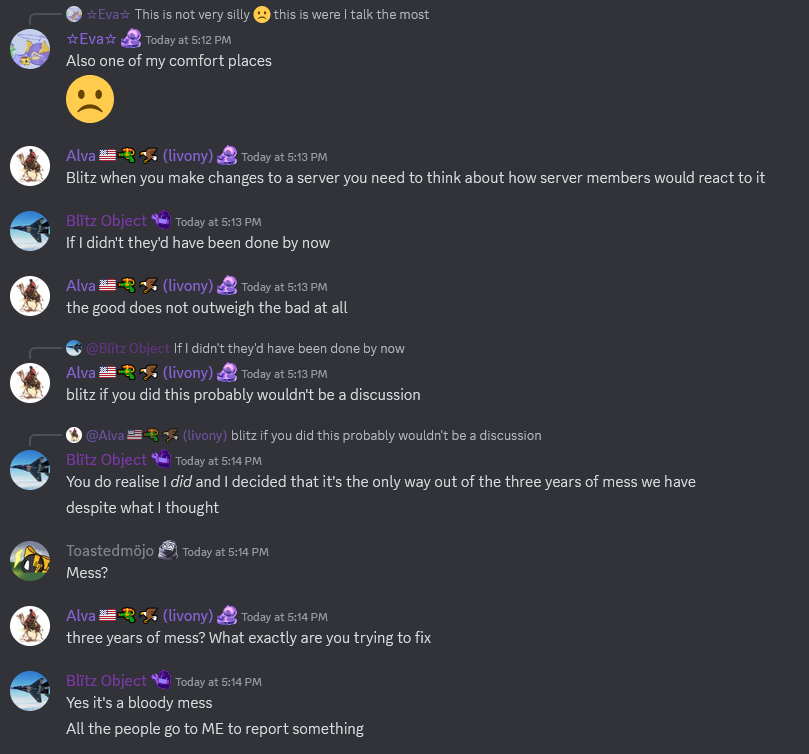 ☆Eva☆ This is not very silly 🙁 this is were I talk the most
☆Eva☆ Today at 5:12 PM
Also one of my comfort places
Alva (livony) Today at 5:13 PM
Blitz when you make changes to a server you need to think about how server members would react to it
Blïtz Object Today at 5:13 PM
If I didn't they'd have been done by now
Alva (livony) Today at 5:13 PM
the good does not outweigh the bad at all
@Blïtz Object If I didn't they'd have been done by now
Alva (livony) Today at 5:13 PM
blitz if you did this probably wouldn't be a discussion
@Alva (livony) blitz if you did this probably wouldn't be a discussion
Blïtz Object Today at 5:14 PM
You do realise I did and I decided that it's the only way out of the three years of mess we have
despite what I thought
Toastedmöjo Today at 5:14 PM
Mess?
Alva (livony) Today at 5:14 PM
three years of mess? What exactly are you trying to fix
Blïtz Object Today at 5:14 PM
Yes it's a bloody mess
All the people go to ME to report something